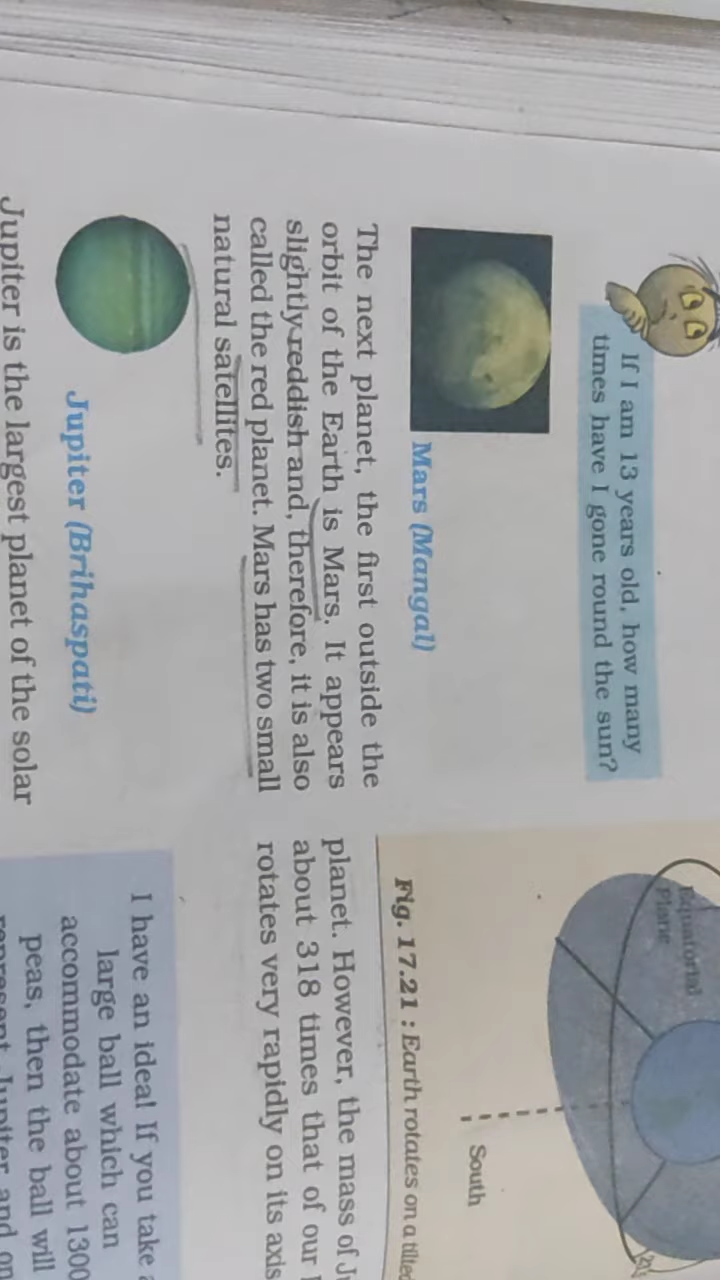 If I am 13 years old, how many
times have I gone round the sun?
Mars (Mangal)
The next planet, the first outside the
orbit of the Earth is Mars. It appears
slightly reddish and, therefore, it is also
called the red planet. Mars has two small
natural satellites.
Jupiter (Brihaspati)
Jupiter is the largest planet of the solar
Equatorial
Plane
South
Fig. 17.21 : Earth rotates on a tilted
planet. However, the mass of
about 318 times that of our
rotates very rapidly on its axis
I have an idea! If you take
large ball which can
accommodate about 1300
peas, then the ball will
represent Jupiter and